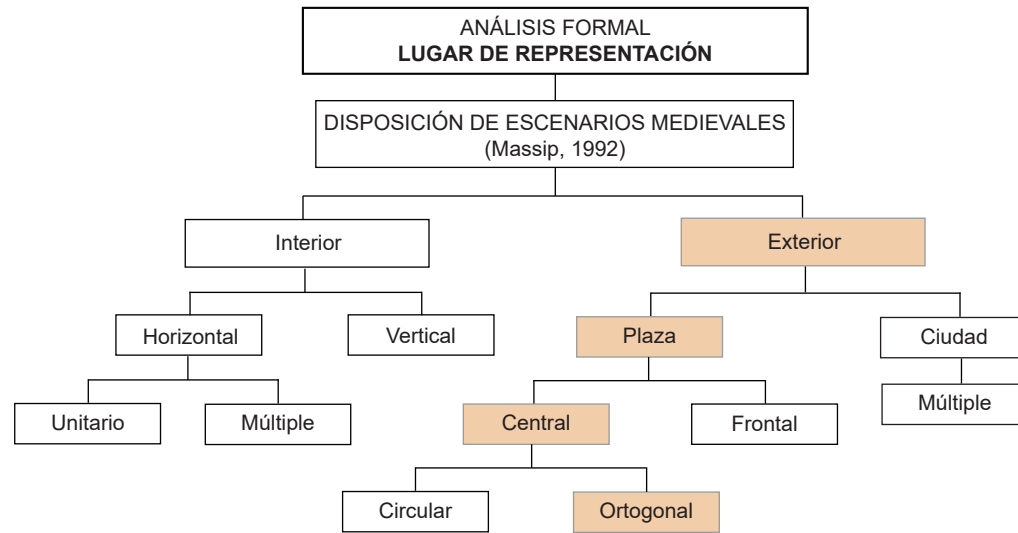 ANÁLISIS FORMAL
LUGAR DE REPRESENTACIÓN
DISPOSICIÓN DE ESCENARIOS MEDIEVALES
(Massip, 1992)
Interior
Exterior
Horizontal
Vertical
Plaza
Ciudad
Unitario
Múltiple
Central
Frontal
Múltiple
Circular
Ortogonal